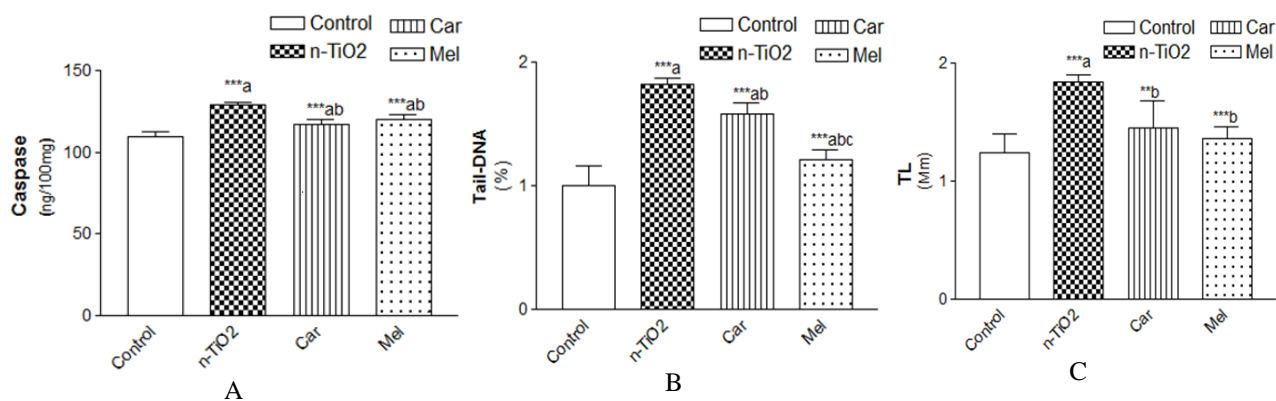 Control
Car
n-TiO2
Mel
Caspase
(ng/100mg)
150
100
50
0
***a
***ab
***ab
Control
n-TiO2
Car
Mel
A
Control
Car
n-TiO2
Mel
Tail-DNA
(%)
2
1
0
***a
***ab
***abc
Control
n-TiO2
Car
Mel
B
Control
Car
n-TiO2
Mel
TL
(Mm)
2
1
0
***a
**b
***b
Control
n-TiO2
Car
Mel
C